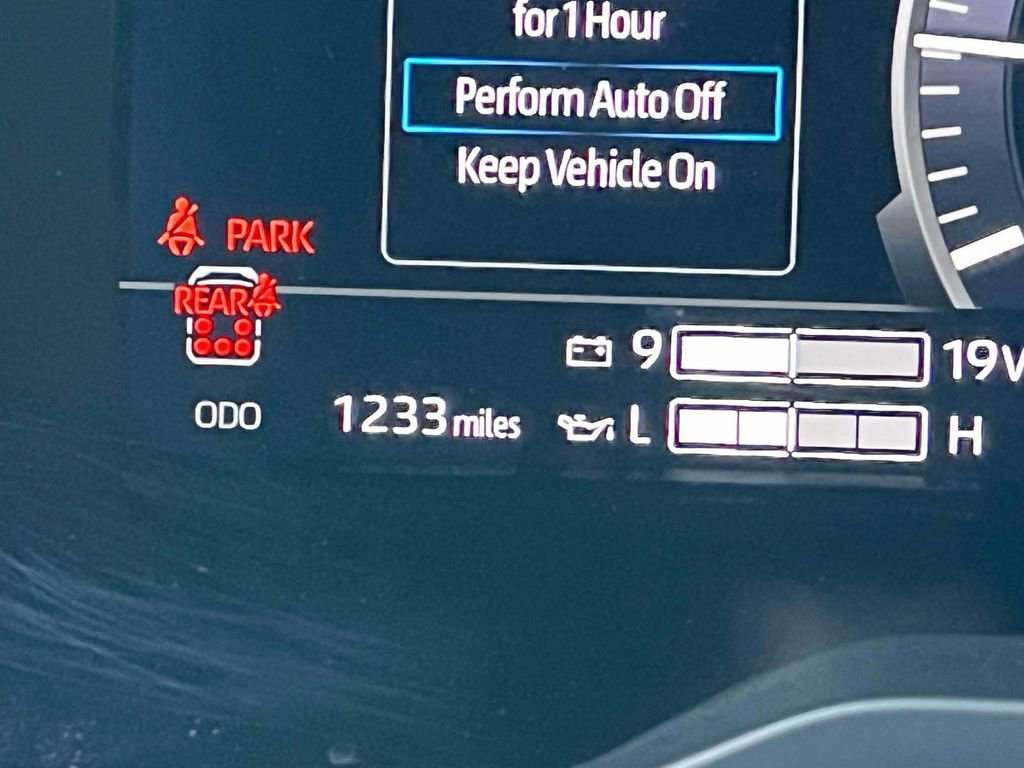 for 1 Hour
Perform Auto Off
Keep Vehicle On
PARK
REAR
9 19V
ODO 1233 miles L H